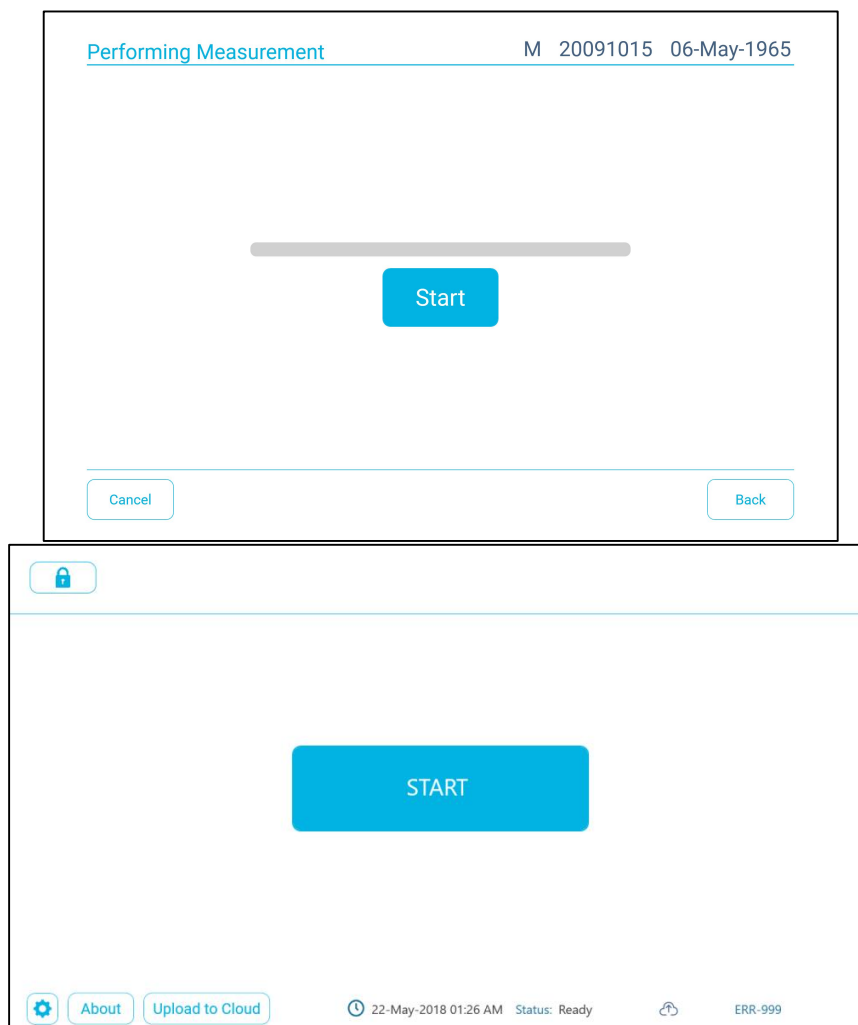 Performing Measurement M 20091015 06-May-1965
Start
Cancel Back
START
About Upload to Cloud 22-May-2018 01:26 AM Status: Ready ERR-999